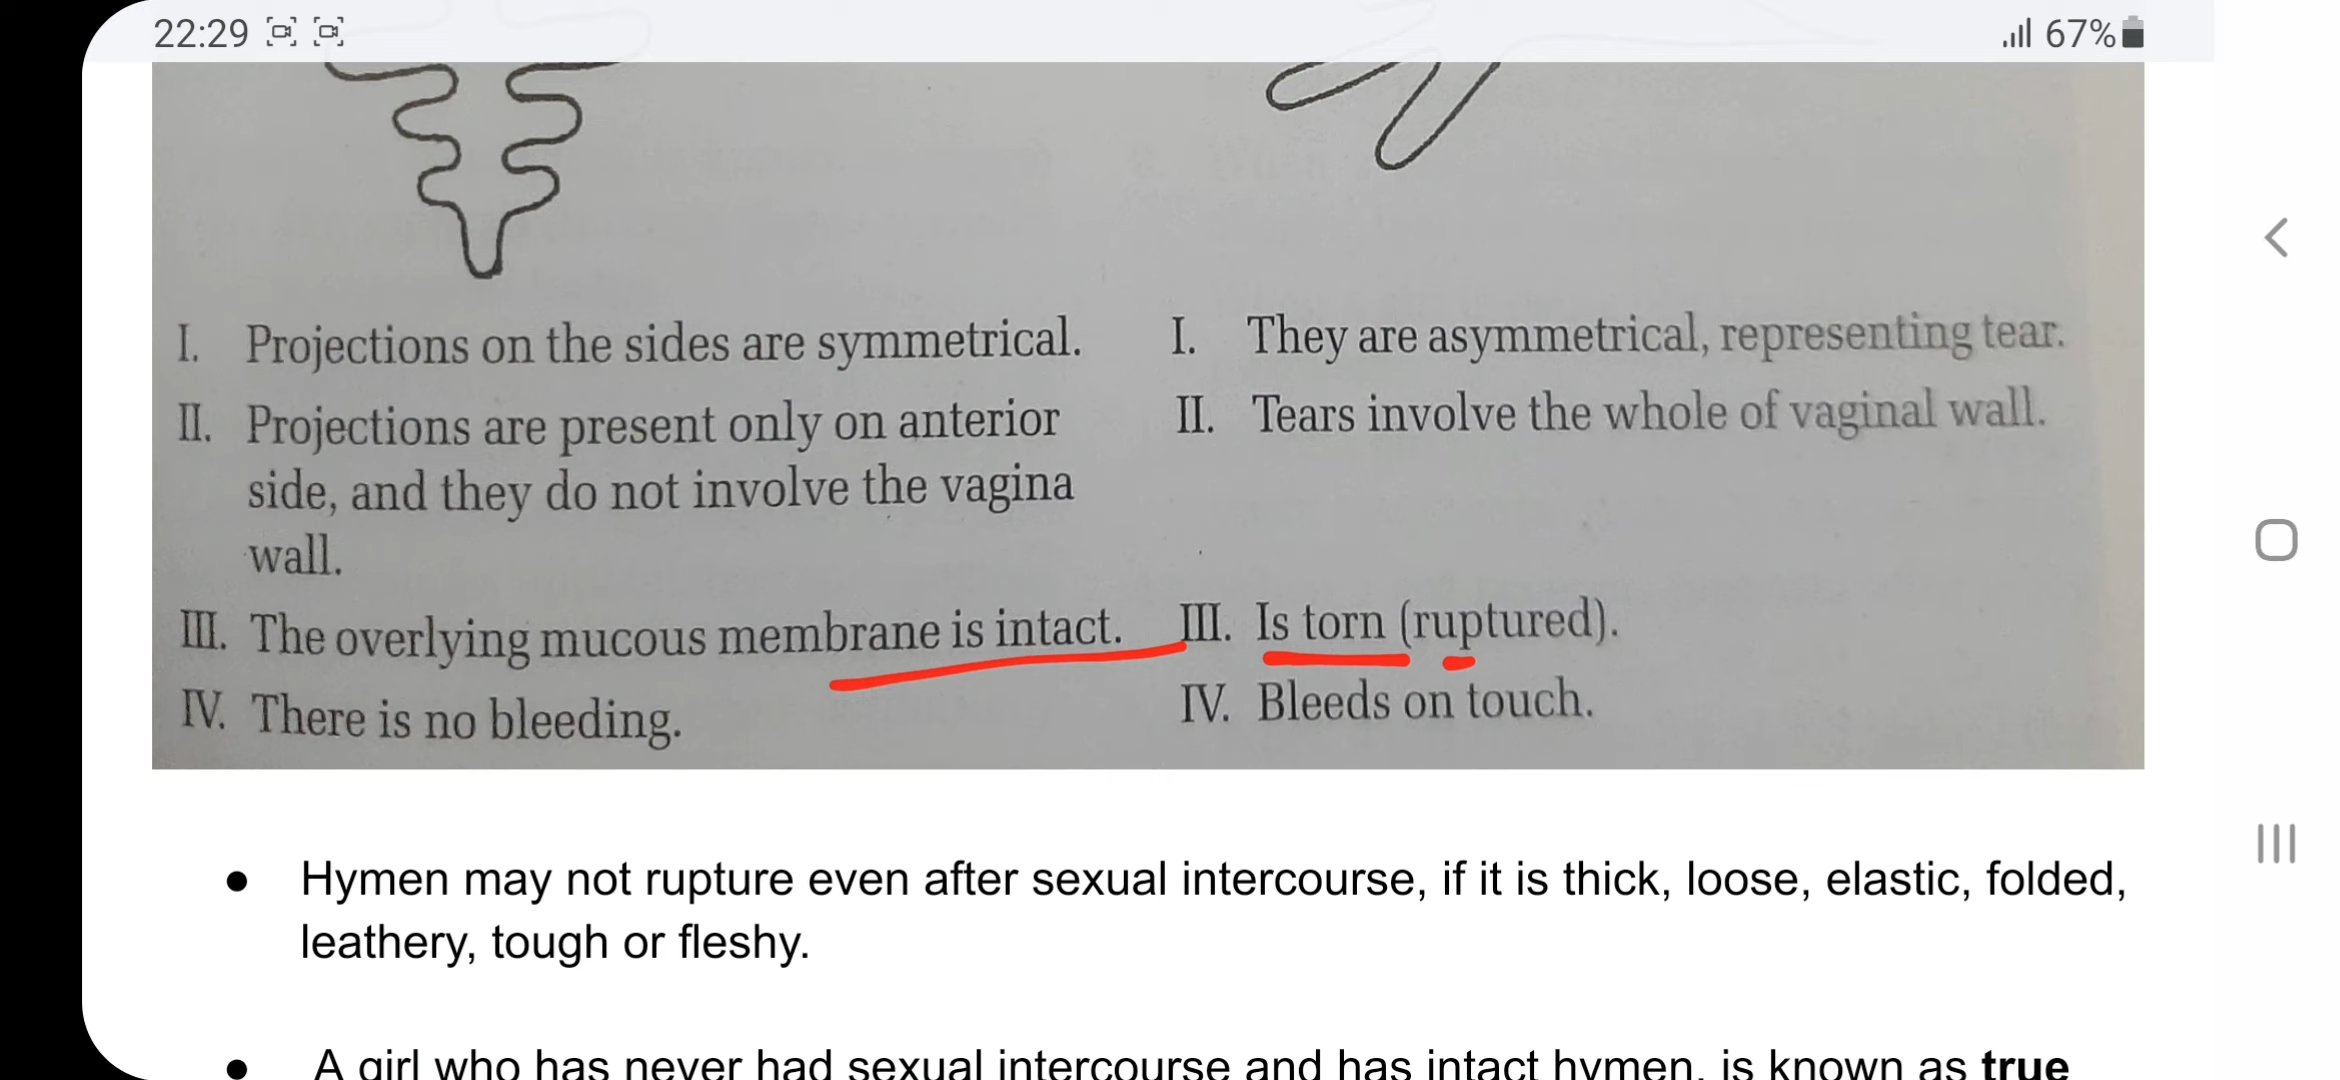 22:29
67%
I. Projections on the sides are symmetrical.
II. Projections are present only on anterior
side, and they do not involve the vagina
wall.
III. The overlying mucous membrane is intact.
IV. There is no bleeding.
I. They are asymmetrical, representing tear.
II. Tears involve the whole of vaginal wall.
III. Is torn (ruptured).
IV. Bleeds on touch.
● Hymen may not rupture even after sexual intercourse, if it is thick, loose, elastic, folded,
leathery, tough or fleshy.
● A girl who has never had sexual intercourse and has intact hymen, is known as true